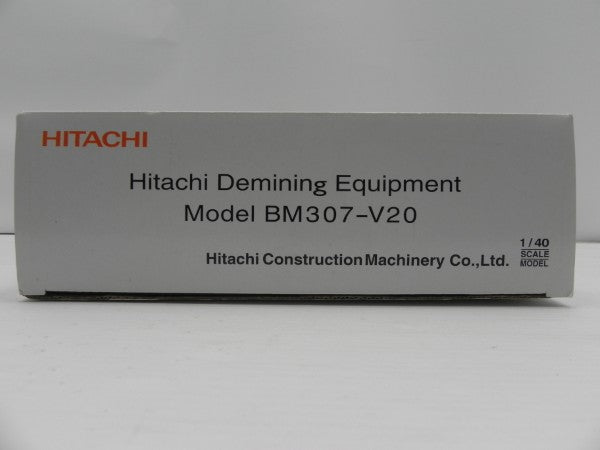 HITACHI
Hitachi Demining Equipment
Model BM307-V20
Hitachi Construction Machinery Co.,Ltd.
1/40
SCALE
MODEL